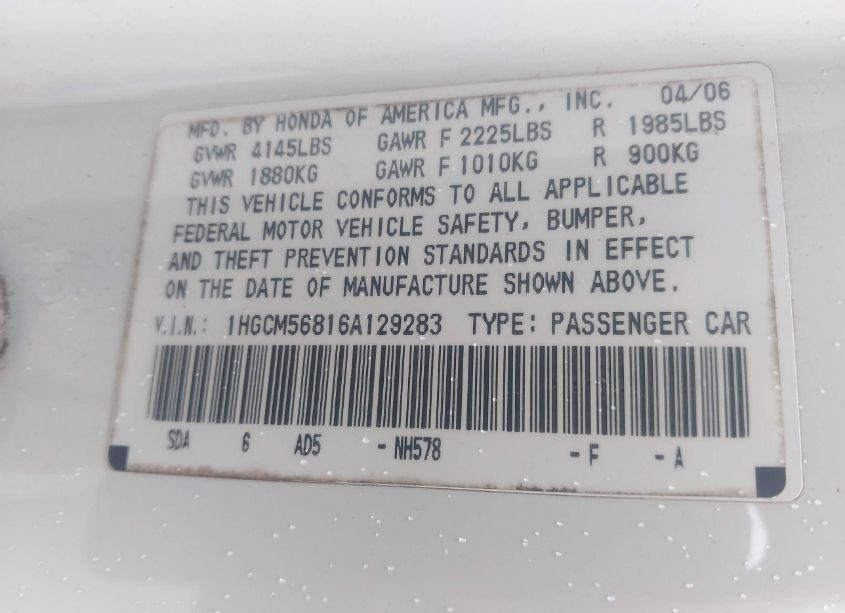 MFD. BY HONDA OF AMERICA MFG., INC. 04/06
GVWR 4145LBS GAWR F 2225LBS R 1985LBS
GVWR 1880KG GAWR F 1010KG R 900KG
THIS VEHICLE CONFORMS TO ALL APPLICABLE
FEDERAL MOTOR VEHICLE SAFETY, BUMPER,
AND THEFT PREVENTION STANDARDS IN EFFECT
ON THE DATE OF MANUFACTURE SHOWN ABOVE.
V.I.N.: 1HGCM56816A129283 TYPE: PASSENGER CAR
SDA 6 AD5 - NH578 - F - A